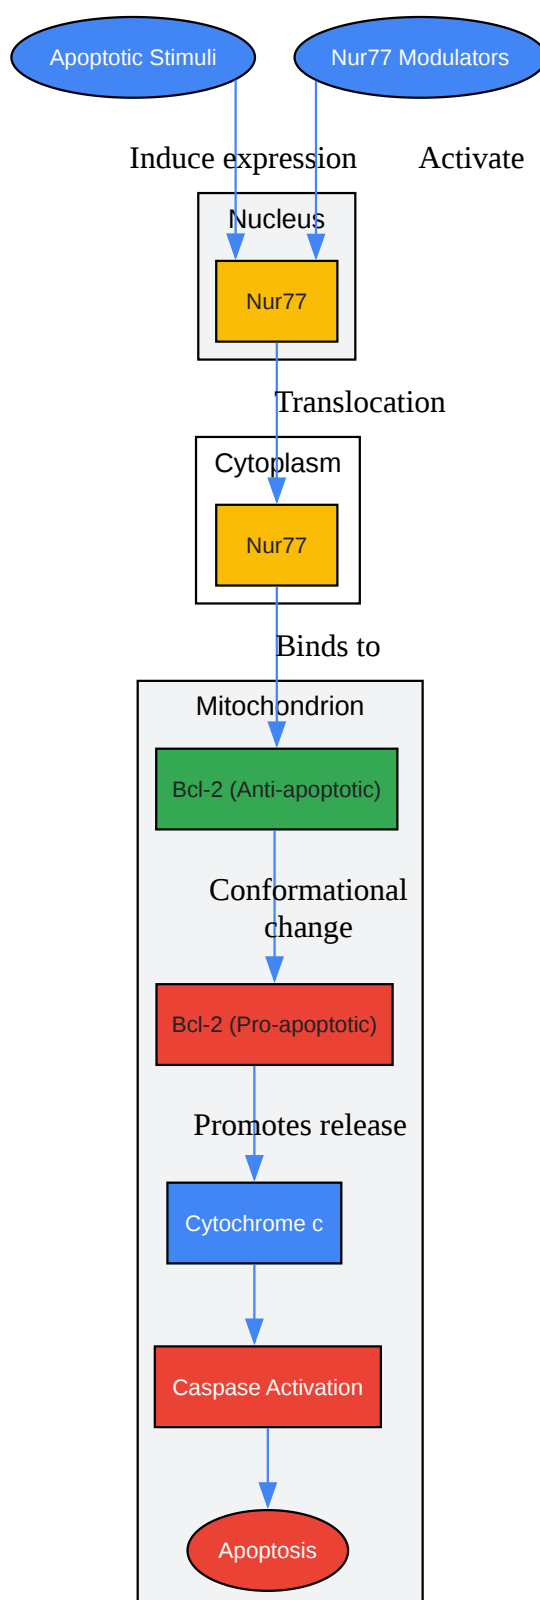 Apoptotic Stimuli
Nur77 Modulators
Induce expression
Activate
Nucleus
Nur77
Translocation
Cytoplasm
Nur77
Binds to
Mitochondrion
Bcl-2 (Anti-apoptotic)
Conformational
change
Bcl-2 (Pro-apoptotic)
Promotes release
Cytochrome c
Caspase Activation
Apoptosis